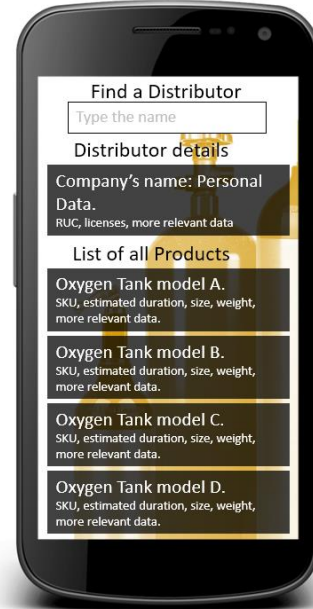 Find a Distributor
Type the name
Distributor details
Company's name: Personal
Data.
RUC, licenses, more relevant data
List of all Products
Oxygen Tank model A.
SKU, estimated duration, size, weight,
more relevant data.
Oxygen Tank model B.
SKU, estimated duration, size, weight,
more relevant data.
Oxygen Tank model C.
SKU, estimated duration, size, weight,
more relevant data.
Oxygen Tank model D.
SKU, estimated duration, size, weight,
more relevant data.